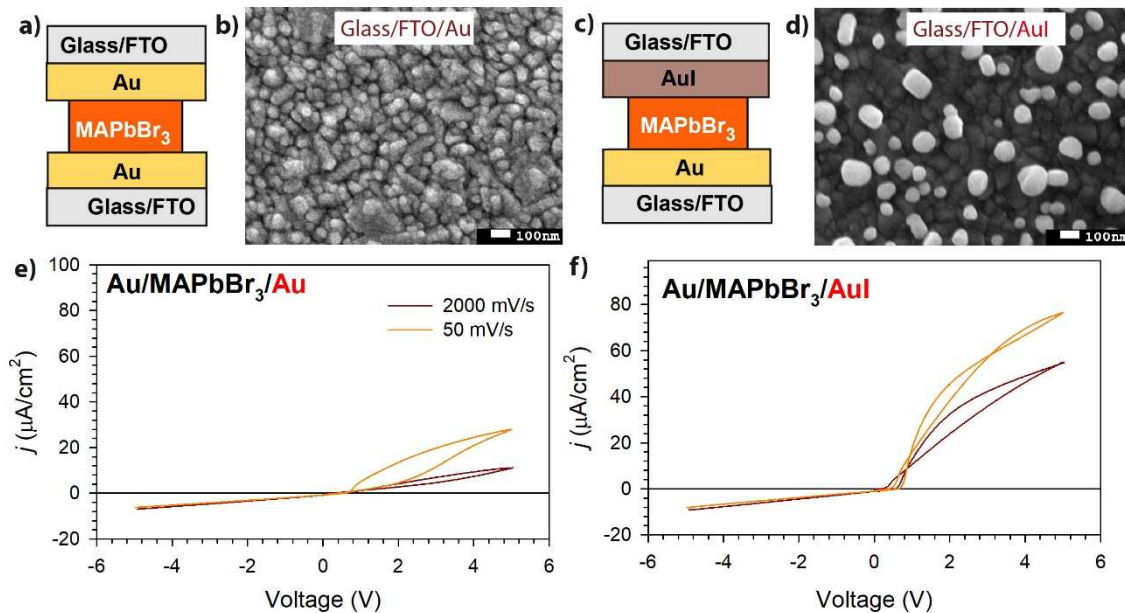 a)
Glass/FTO
Au
MAPbBr₃
Au
Glass/FTO
b)
Glass/FTO/Au
100nm
c)
Glass/FTO
AuI
MAPbBr₃
Au
Glass/FTO
d)
Glass/FTO/AuI
100nm
e)
Au/MAPbBr₃/Au
2000 mV/s
50 mV/s
j (µA/cm²)
100
80
60
40
20
0
-20
-6 -4 -2 0 2 4 6
Voltage (V)
f)
Au/MAPbBr₃/AuI
j (µA/cm²)
80
60
40
20
0
-20
-6 -4 -2 0 2 4 6
Voltage (V)